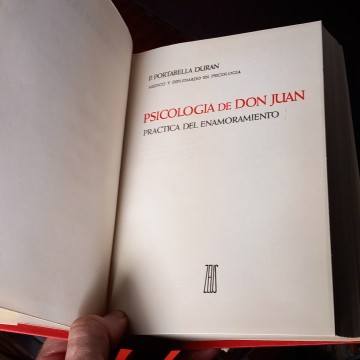 P. PORTABELLA DURAN
MEDICO Y DIPLOMADO EN PSICOLOGIA
PSICOLOGIA DE DON JUAN
PRACTICA DEL ENAMORAMIENTO
ZEUS